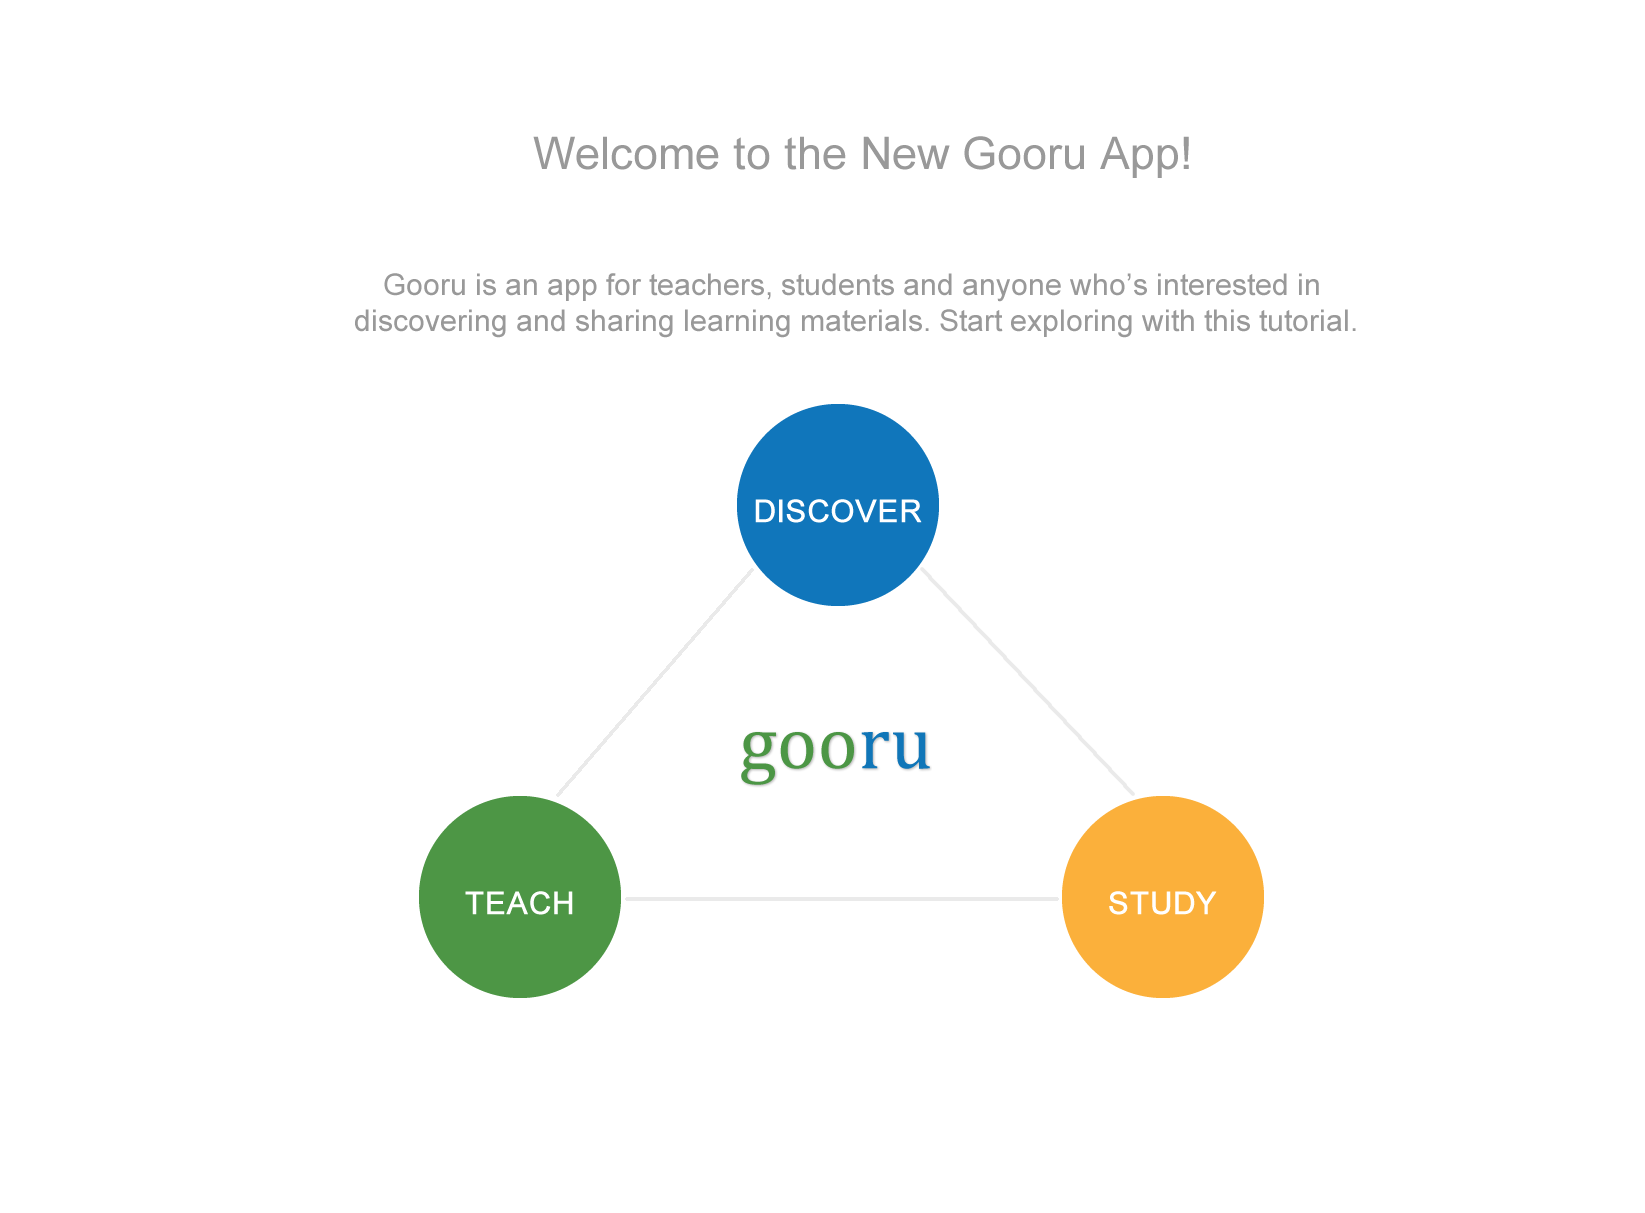 Welcome to the New Gooru App!
Gooru is an app for teachers, students and anyone who’s interested in
discovering and sharing learning materials. Start exploring with this tutorial.
DISCOVER
gooru
TEACH
STUDY